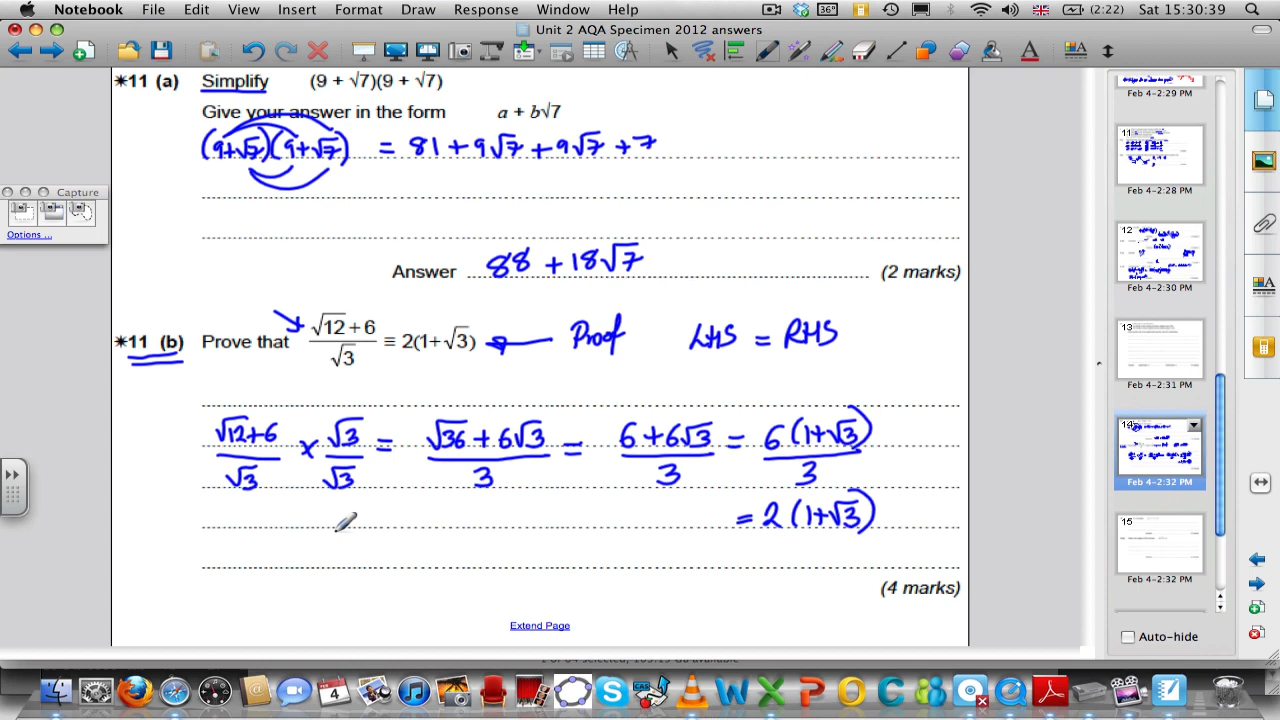 Notebook File Edit View Insert Format Draw Response Window Help 36° (2:22) Sat 15:30:39
Unit 2 AQA Specimen 2012 answers
✶11 (a) Simplify (9 + √7)(9 + √7)
Give your answer in the form a + b√7
(9+√7)(9+√7) = 81 + 9√7 + 9√7 + 7
Answer 88 + 18√7 (2 marks)
✶11 (b) Prove that (√12 + 6)/√3 ≡ 2(1+√3) ← Proof LHS = RHS
(√12+6)/√3 × √3/√3 = (√36 + 6√3)/3 = (6+6√3)/3 = 6(1+√3)/3
= 2(1+√3)
(4 marks)
Extend Page
Capture
Options ...
Feb 4–2:29 PM
11
Feb 4–2:28 PM
12
Feb 4–2:30 PM
13
Feb 4–2:31 PM
14
Feb 4–2:32 PM
15
Feb 4–2:32 PM
Auto-hide